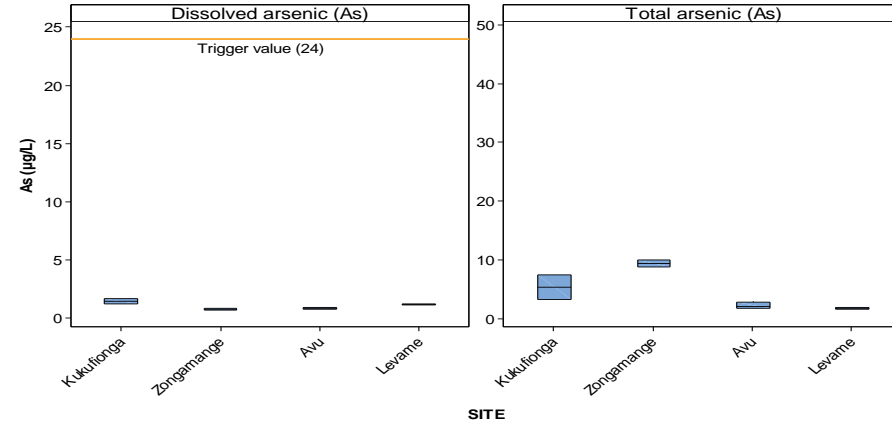 Dissolved arsenic (As)
Total arsenic (As)
Trigger value (24)
As (µg/L)
25
20
15
10
5
0
50
40
30
20
10
0
Kukufionga
Zongamange
Avu
Levame
Kukufionga
Zongamange
Avu
Levame
SITE